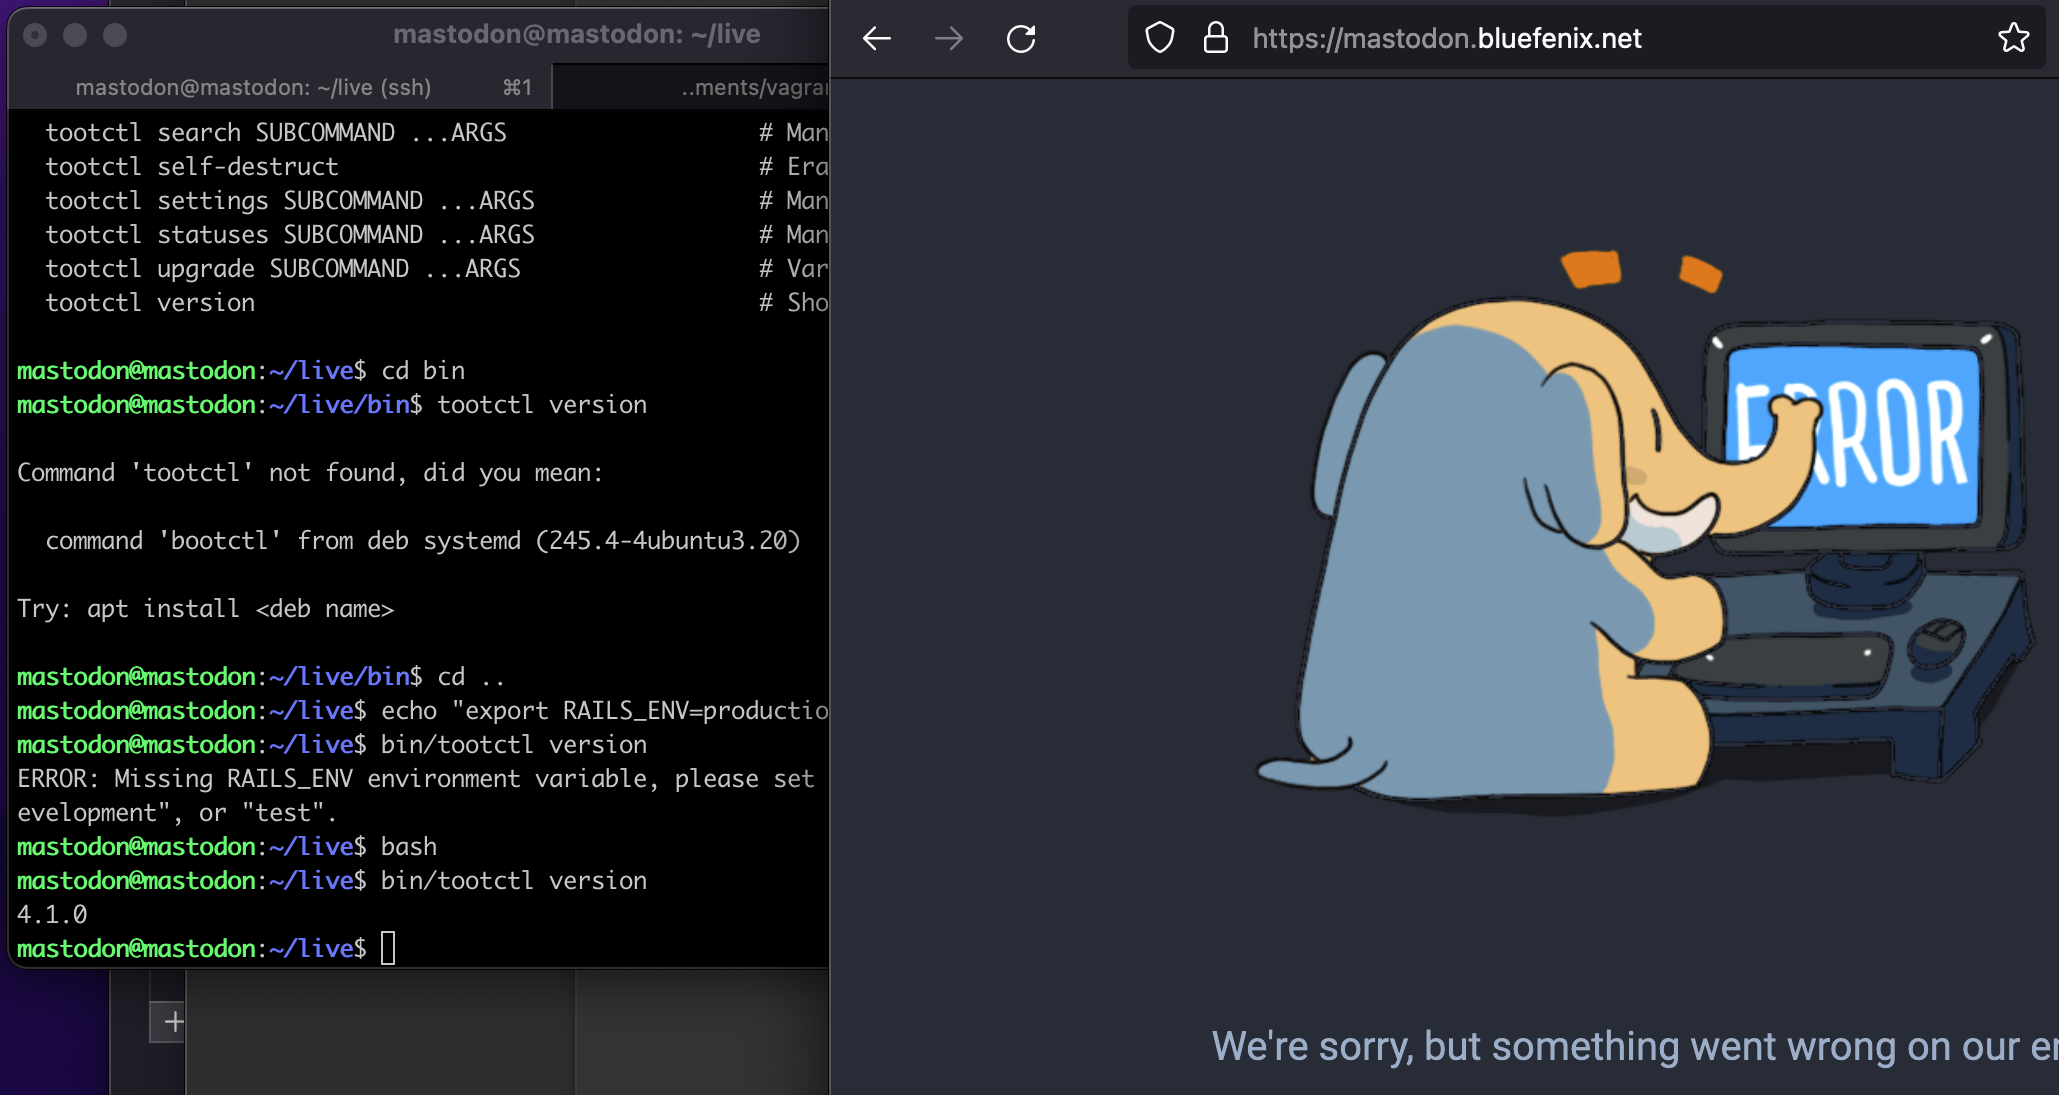 mastodon@mastodon: ~/live
mastodon@mastodon: ~/live (ssh) ⌘1 ..ments/vagra
tootctl search SUBCOMMAND ...ARGS # Man
tootctl self-destruct # Era
tootctl settings SUBCOMMAND ...ARGS # Man
tootctl statuses SUBCOMMAND ...ARGS # Man
tootctl upgrade SUBCOMMAND ...ARGS # Var
tootctl version # Sho
mastodon@mastodon:~/live$ cd bin
mastodon@mastodon:~/live/bin$ tootctl version
Command 'tootctl' not found, did you mean:
command 'bootctl' from deb systemd (245.4-4ubuntu3.20)
Try: apt install <deb name>
mastodon@mastodon:~/live/bin$ cd ..
mastodon@mastodon:~/live$ echo "export RAILS_ENV=productio
mastodon@mastodon:~/live$ bin/tootctl version
ERROR: Missing RAILS_ENV environment variable, please set
evelopment", or "test".
mastodon@mastodon:~/live$ bash
mastodon@mastodon:~/live$ bin/tootctl version
4.1.0
mastodon@mastodon:~/live$
https://mastodon.bluefenix.net
ERROR
We're sorry, but something went wrong on our e